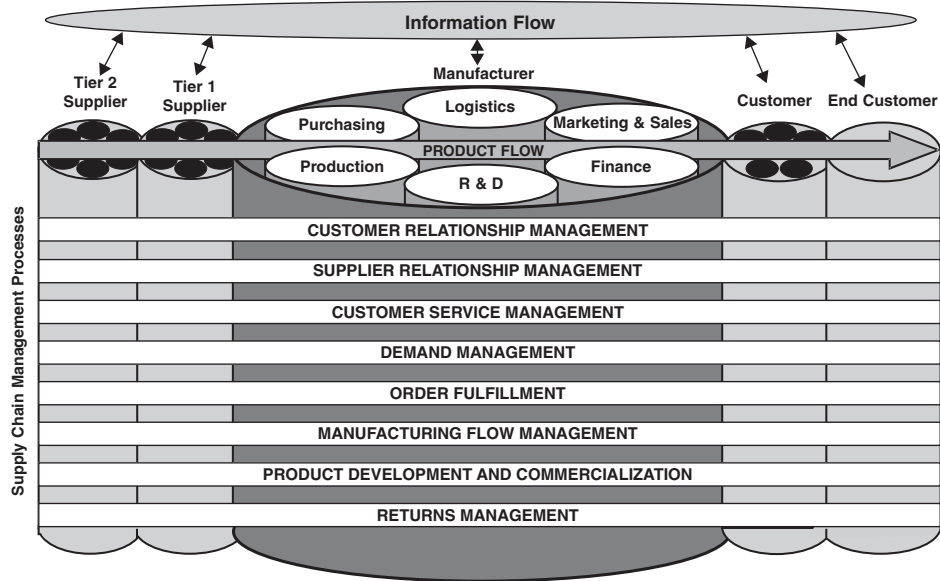 Information Flow
Tier 2
Supplier
Tier 1
Supplier
Manufacturer
Customer
End Customer
Logistics
Purchasing
Marketing & Sales
PRODUCT FLOW
Production
R & D
Finance
Supply Chain Management Processes
CUSTOMER RELATIONSHIP MANAGEMENT
SUPPLIER RELATIONSHIP MANAGEMENT
CUSTOMER SERVICE MANAGEMENT
DEMAND MANAGEMENT
ORDER FULFILLMENT
MANUFACTURING FLOW MANAGEMENT
PRODUCT DEVELOPMENT AND COMMERCIALIZATION
RETURNS MANAGEMENT